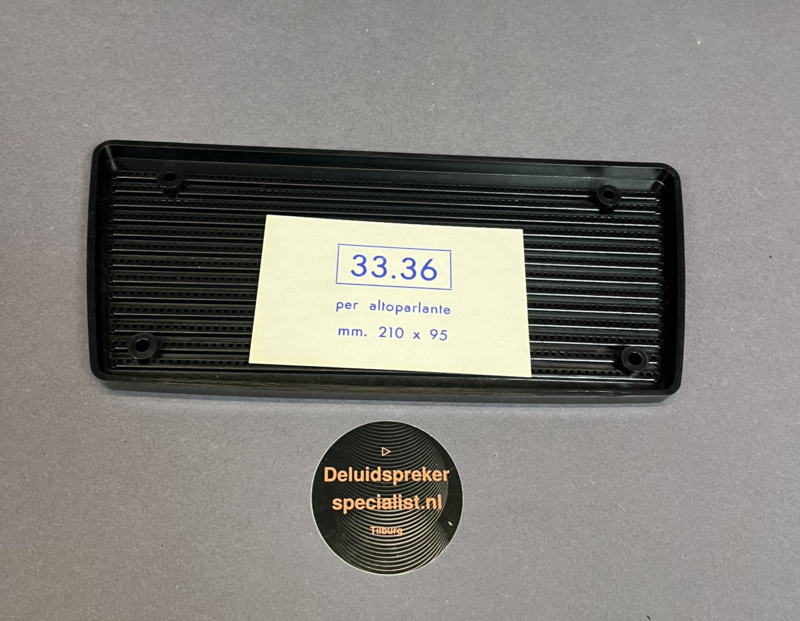 33.36
per altoparlante
mm. 210 x 95
Deluidspreker
specialist.nl
Tilburg